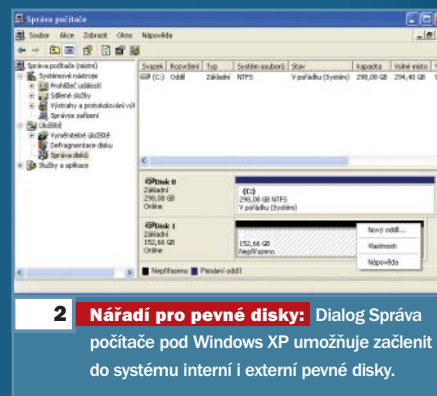 Správa počítače
Soubor Akce Zobrazit Okno Nápověda
Správa počítače (místní)
Systémové nástroje
Prohlížeč událostí
Sdílené složky
Výstrahy a protokolování výk
Správce zařízení
Úložiště
Vyměnitelné úložiště
Defragmentace disku
Správa disků
Služby a aplikace
Svazek Rozvržení Typ Systém souborů Stav Kapacita Volné místo
(C:) Oddíl Základní NTFS V pořádku (Systém) 298,08 GB 294,40 GB
Disk 0
Základní
298,08 GB
Online
(C:)
298,08 GB NTFS
V pořádku (Systém)
Disk 1
Základní
152,66 GB
Online
152,66 GB
Nepřiřazeno
Nový oddíl...
Vlastnosti
Nápověda
Nepřiřazeno Primární oddíl
2 Nářadí pro pevné disky: Dialog Správa
počítače pod Windows XP umožňuje začlenit
do systému interní i externí pevné disky.